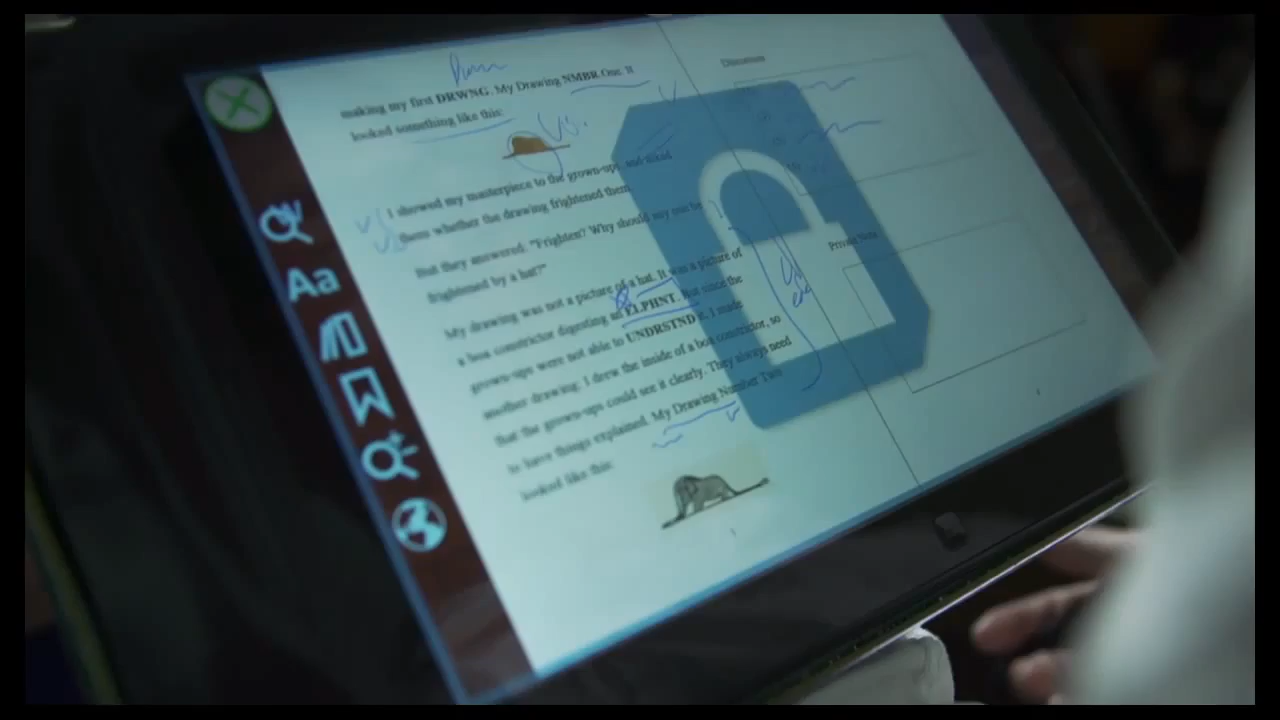 making my first DRWNG. My Drawing NMBR One. It
looked something like this:
I showed my masterpiece to the grown-ups, and asked
them whether the drawing frightened them.
But they answered: "Frighten? Why should any one be
frightened by a hat?"
My drawing was not a picture of a hat. It was a picture of
a boa constrictor digesting an ELPHNT. But since the
grown-ups were not able to UNDRSTND it, I made
another drawing: I drew the inside of a boa constrictor, so
that the grown-ups could see it clearly. They always need
to have things explained. My Drawing Number Two
looked like this:
Aa
Discussion
Private Note